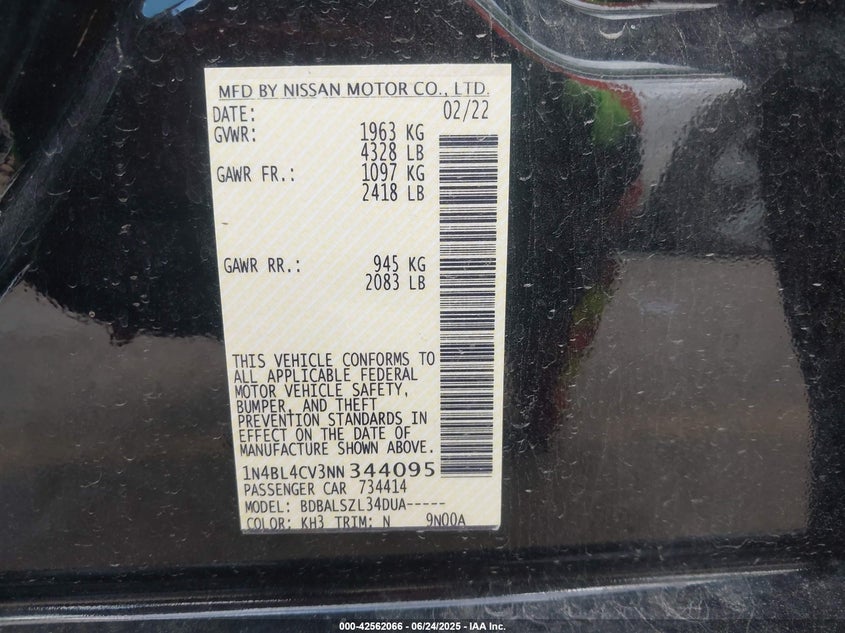 MFD BY NISSAN MOTOR CO., LTD.
DATE: 02/22
GVWR: 1963 KG
4328 LB
GAWR FR.: 1097 KG
2418 LB
GAWR RR.: 945 KG
2083 LB
THIS VEHICLE CONFORMS TO
ALL APPLICABLE FEDERAL
MOTOR VEHICLE SAFETY,
BUMPER, AND THEFT
PREVENTION STANDARDS IN
EFFECT ON THE DATE OF
MANUFACTURE SHOWN ABOVE.
1N4BL4CV3NN344095
PASSENGER CAR 734414
MODEL: BDBALSZL34DUA-----
COLOR: KH3 TRIM: N 9N00A
000-42562066 - 06/24/2025 - IAA Inc.